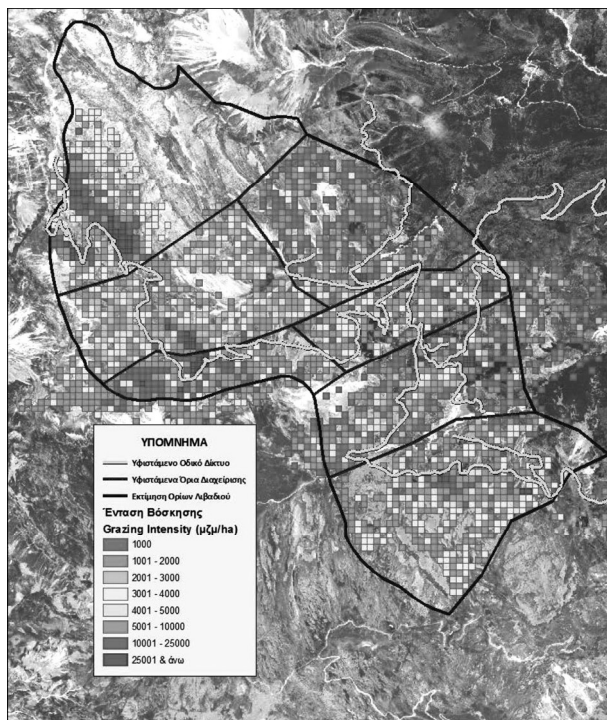 ΥΠΟΜΝΗΜΑ
Υφιστάμενο Οδικό Δίκτυο
Υφιστάμενα Όρια Διαχείρισης
Εκτίμηση Ορίων Λιβαδιού
Ένταση Βόσκησης
Grazing Intensity (μζμ/ha)
1000
1001 - 2000
2001 - 3000
3001 - 4000
4001 - 5000
5001 - 10000
10001 - 25000
25001 & άνω